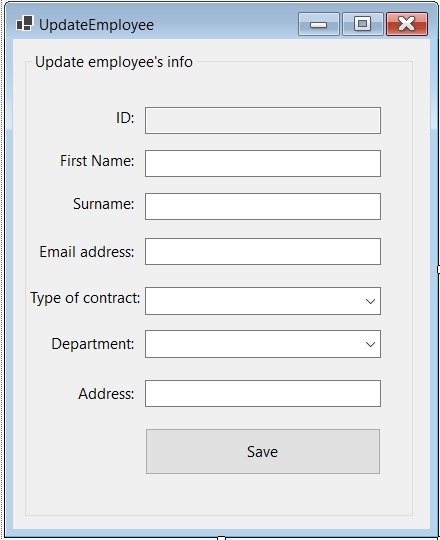 UpdateEmployee
Update employee's info
ID:
First Name:
Surname:
Email address:
Type of contract:
Department:
Address:
Save